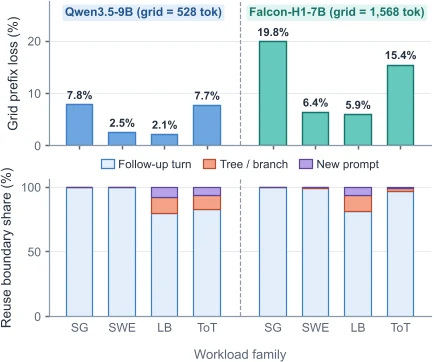 Qwen3.5-9B (grid = 528 tok)
Falcon-H1-7B (grid = 1,568 tok)
Grid prefix loss (%)
20
10
0
7.8%
2.5%
2.1%
7.7%
19.8%
6.4%
5.9%
15.4%
Follow-up turn
Tree / branch
New prompt
Reuse boundary share (%)
100
50
0
SG
SWE
LB
ToT
SG
SWE
LB
ToT
Workload family